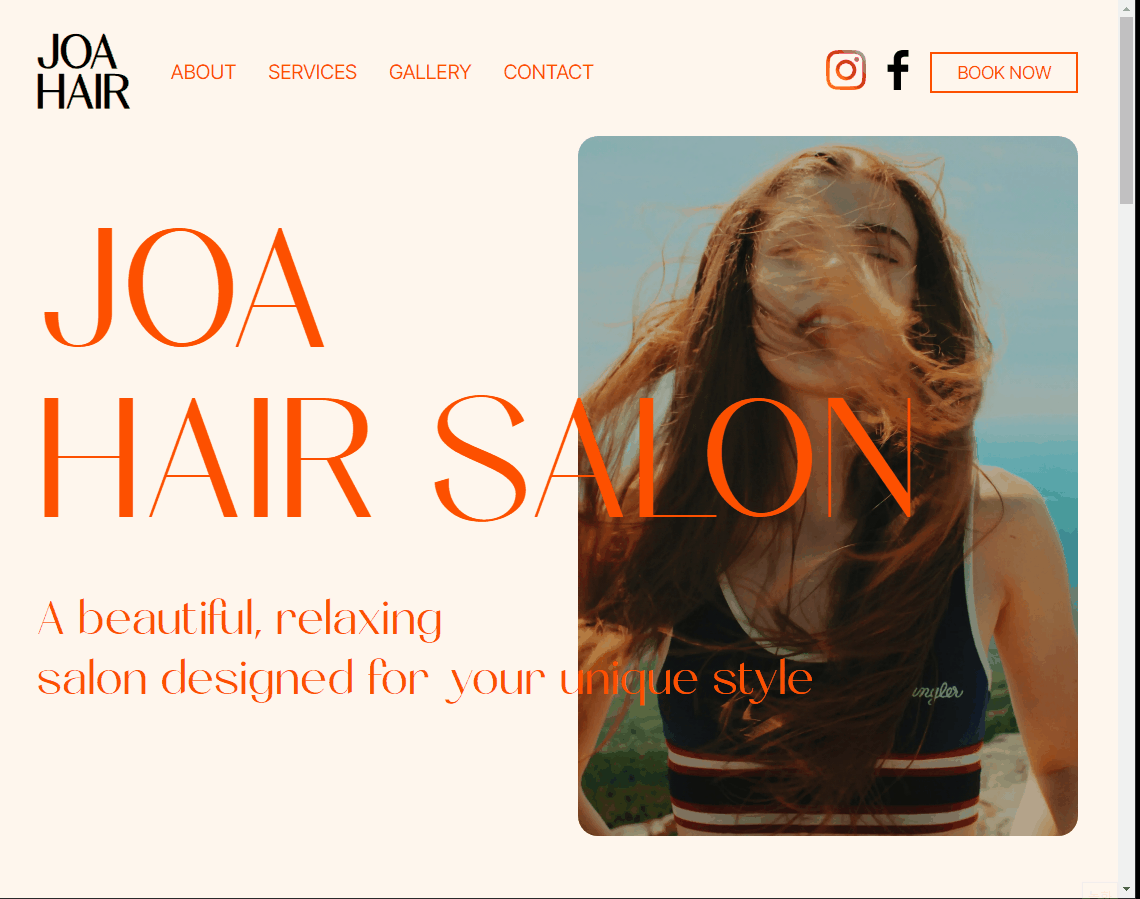 JOA
HAIR
ABOUT SERVICES GALLERY CONTACT
BOOK NOW
JOA
HAIR SALON
A beautiful, relaxing
salon designed for your unique style